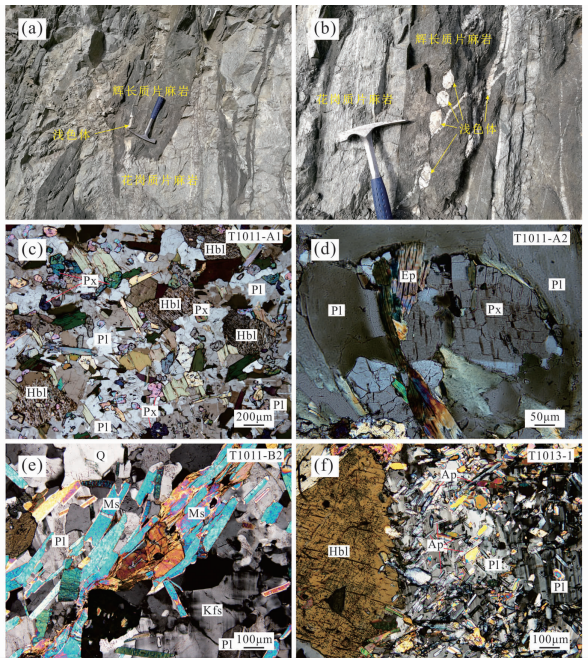 (a)
辉长质片麻岩
浅色体
花岗质片麻岩
(b)
辉长质片麻岩
花岗质片麻岩
浅色体
(c)
T1011-A1
Hbl
Px
Pl
Hbl
Px
Pl
Hbl
Hbl
Px
Pl
Pl
200μm
(d)
T1011-A2
Ep
Pl
Pl
Px
50μm
(e)
T1011-B2
Q
Ms
Ms
Pl
Kfs
Pl
100μm
(f)
T1013-1
Ap
Ap
Hbl
Pl
Pl
100μm